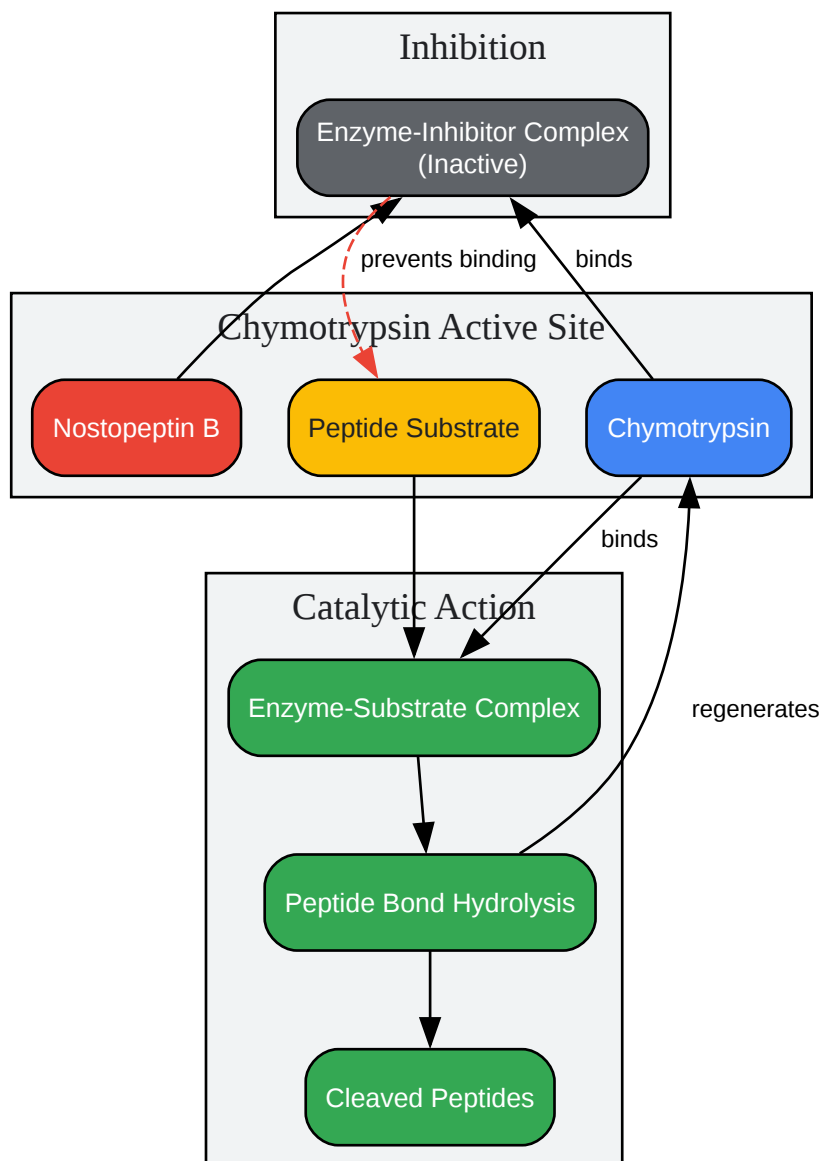 Inhibition
Enzyme-Inhibitor Complex
(Inactive)
prevents binding
binds
Chymotrypsin Active Site
Nostopeptin B
Peptide Substrate
Chymotrypsin
binds
Catalytic Action
Enzyme-Substrate Complex
regenerates
Peptide Bond Hydrolysis
Cleaved Peptides